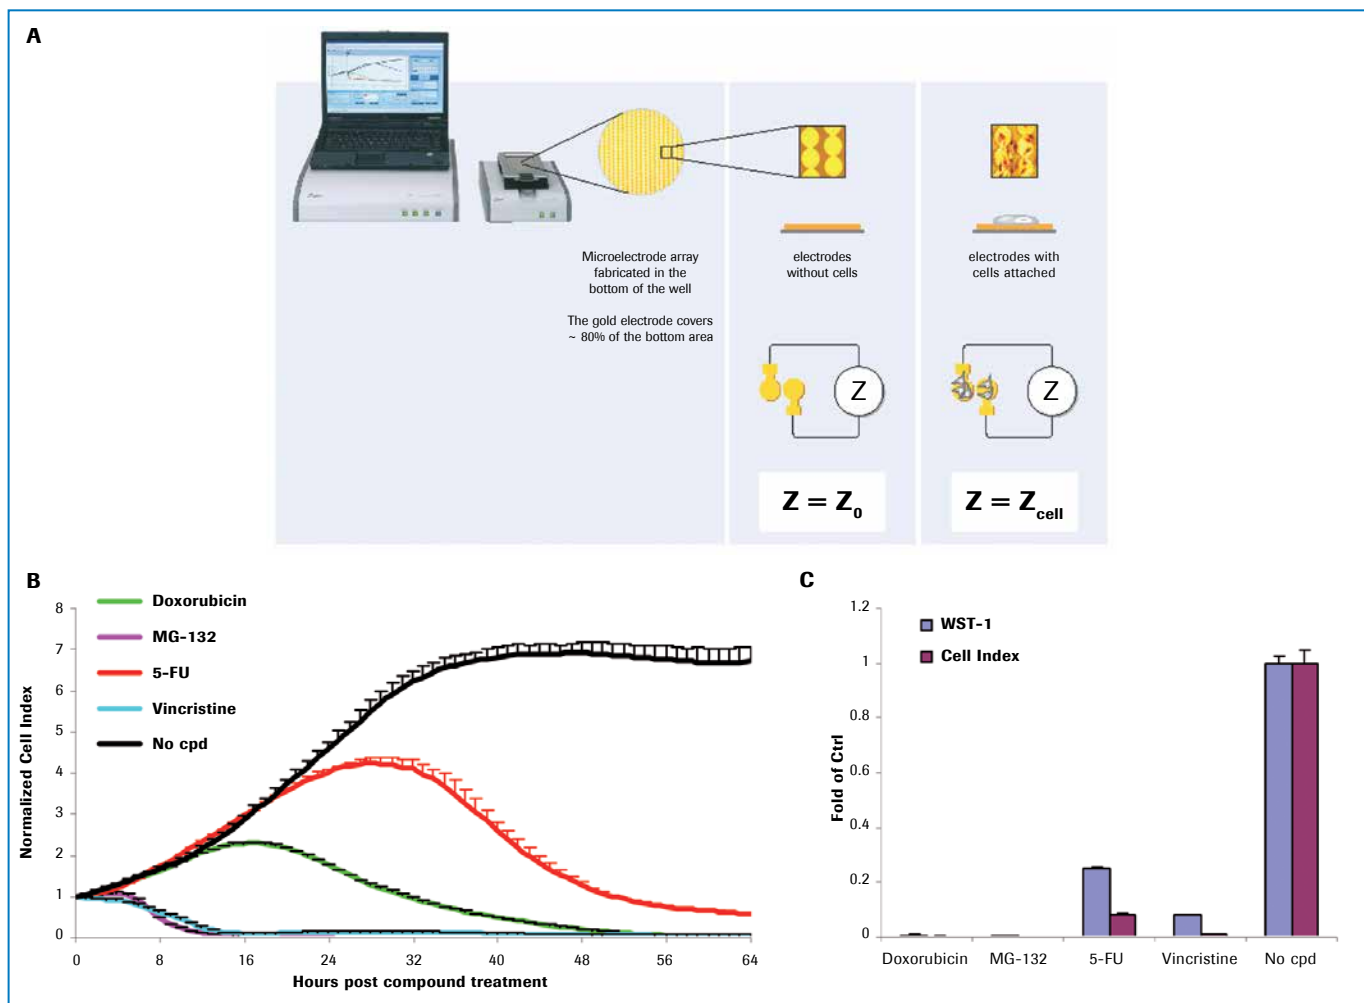 A
Microelectrode array
fabricated in the
bottom of the well
The gold electrode covers
~ 80% of the bottom area
electrodes
without cells
electrodes with
cells attached
Z
Z
Z = Z0
Z = Zcell
B
8
7
6
5
4
3
2
1
0
Normalized Cell Index
Doxorubicin
MG-132
5-FU
Vincristine
No cpd
0 8 16 24 32 40 48 56 64
Hours post compound treatment
C
1.2
1
0.8
0.6
0.4
0.2
0
Fold of Ctrl
WST-1
Cell Index
Doxorubicin MG-132 5-FU Vincristine No cpd